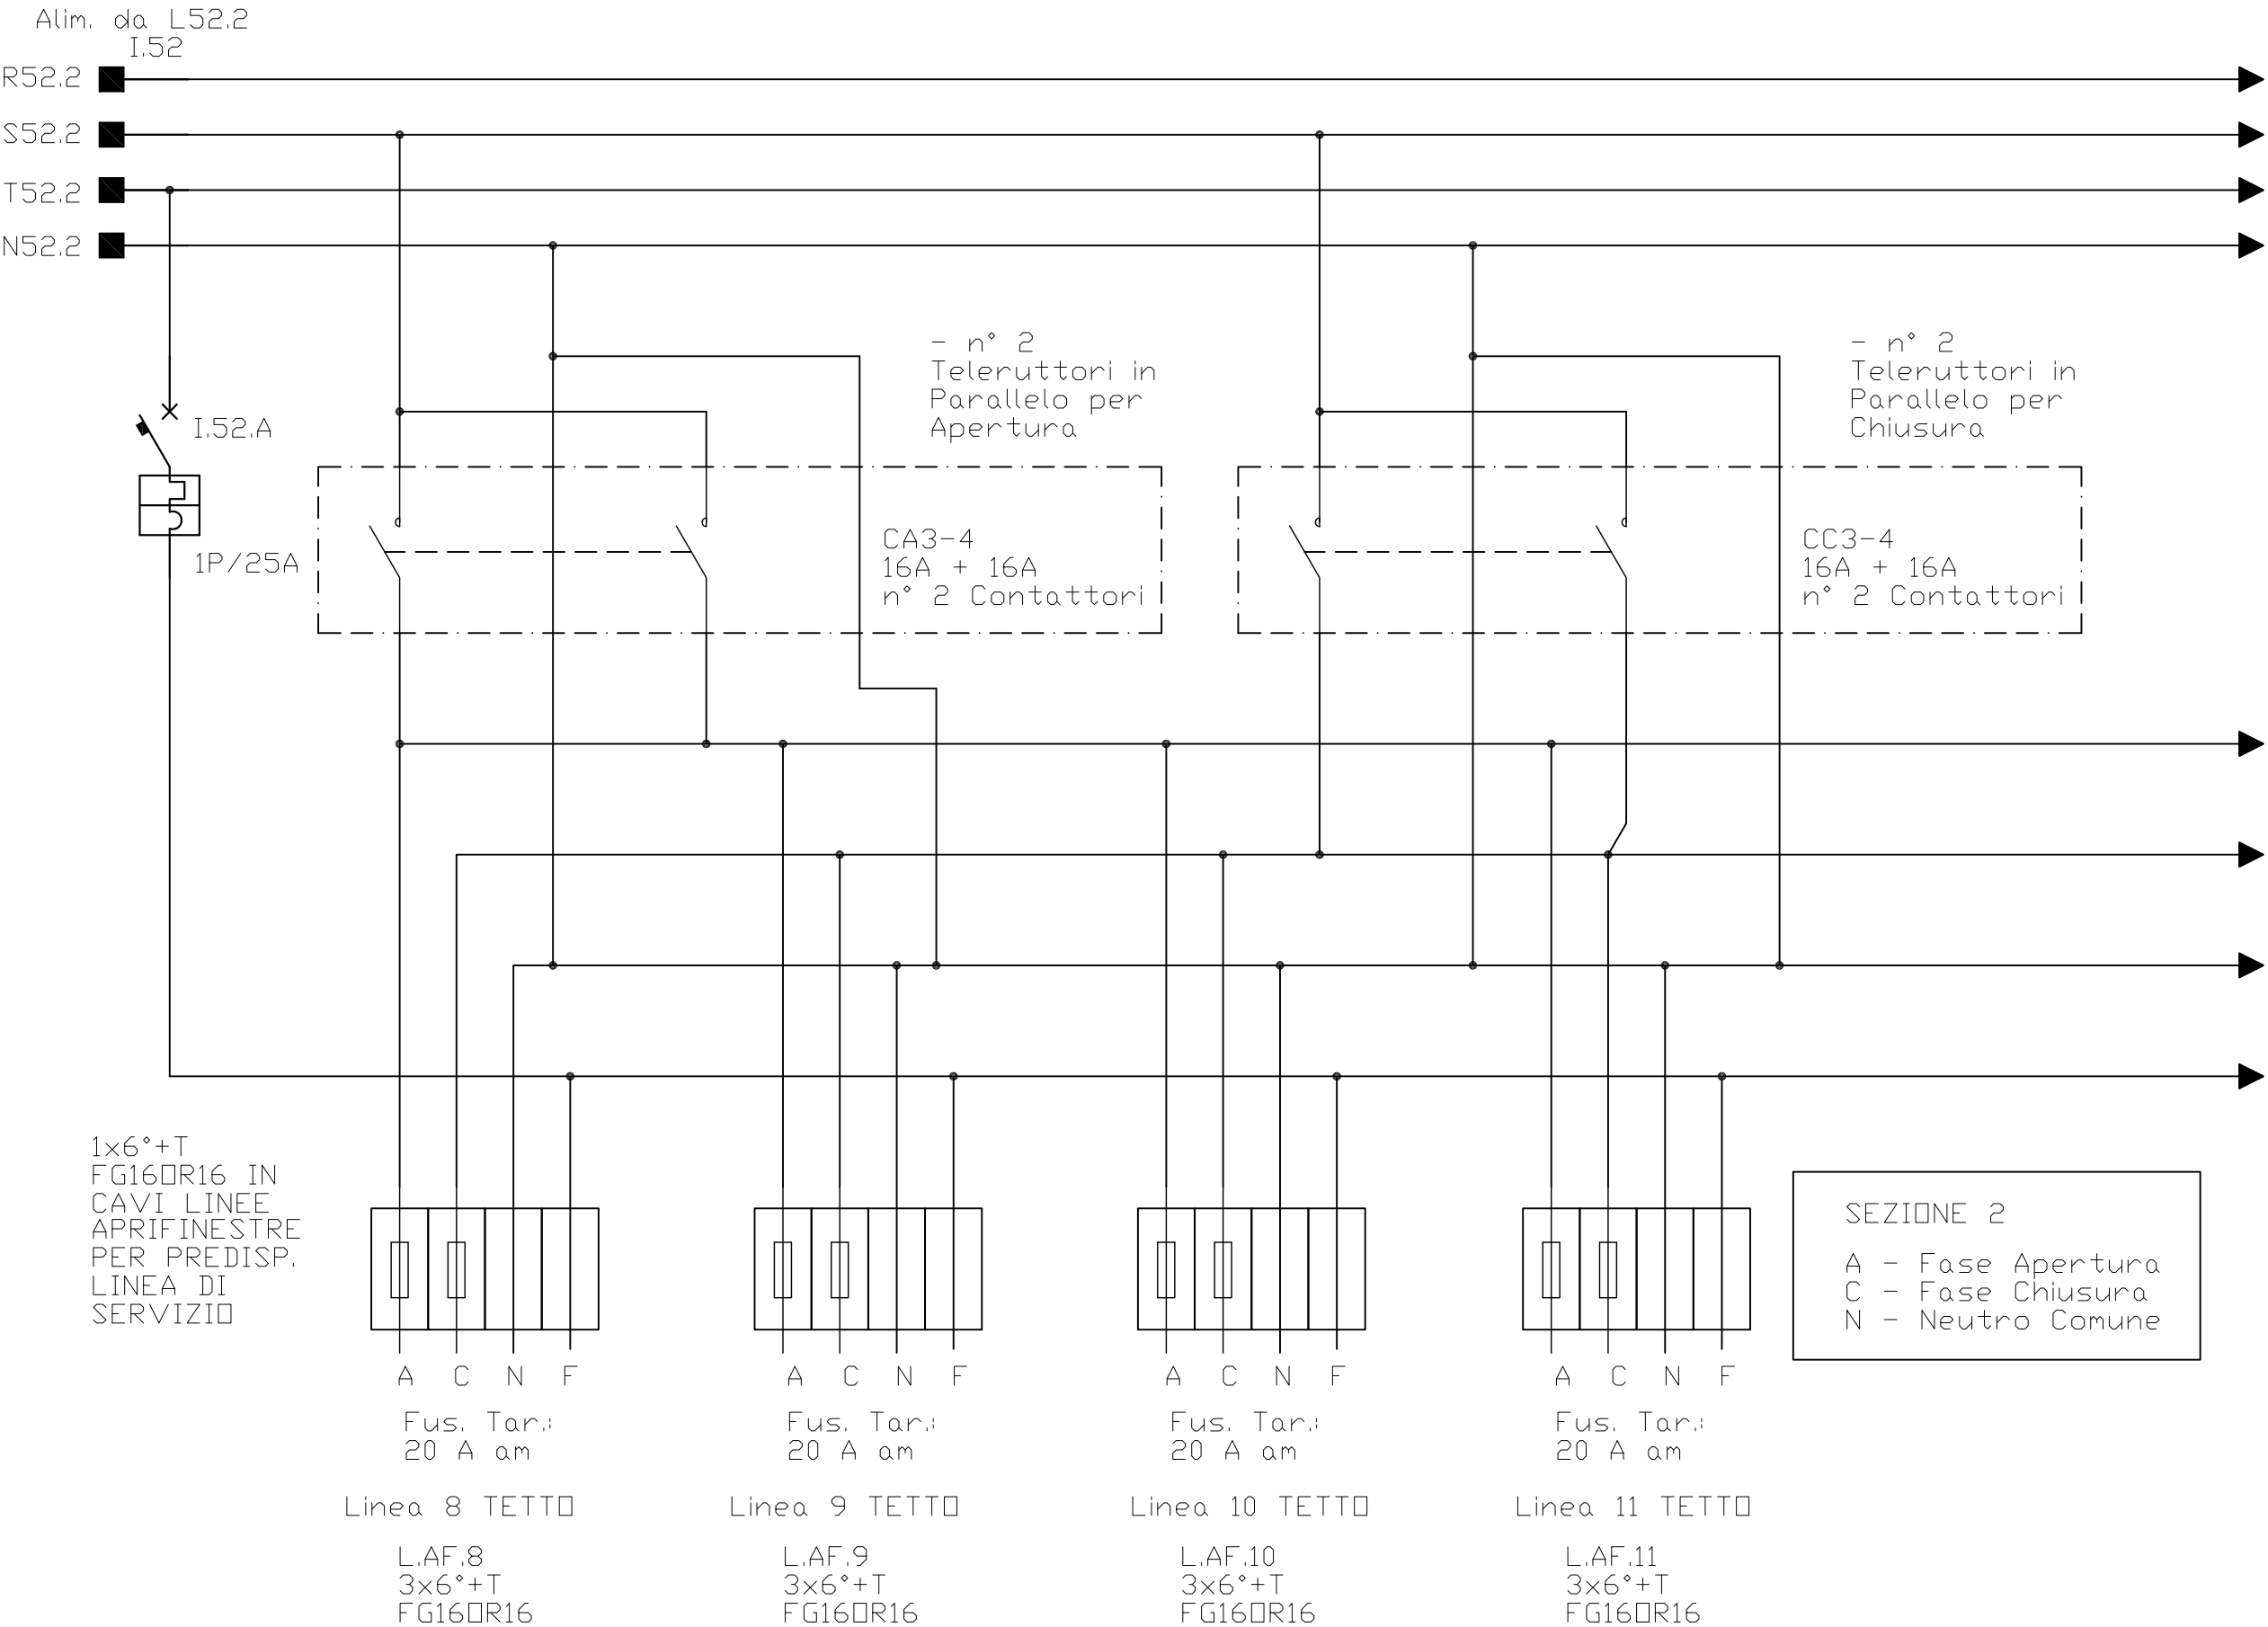 Alim. da L52.2
I.52
R52.2
S52.2
T52.2
N52.2
- n° 2
Teleruttori in
Parallelo per
Apertura
- n° 2
Teleruttori in
Parallelo per
Chiusura
I.52.A
1P/25A
CA3-4
16A + 16A
n° 2 Contattori
CC3-4
16A + 16A
n° 2 Contattori
1x6°+T
FG16OR16 IN
CAVI LINEE
APRIFINESTRE
PER PREDISP.
LINEA DI
SERVIZIO
SEZIONE 2
A - Fase Apertura
C - Fase Chiusura
N - Neutro Comune
A C N F
Fus. Tar.:
20 A am
Linea 8 TETTO
L.AF.8
3x6°+T
FG16OR16
A C N F
Fus. Tar.:
20 A am
Linea 9 TETTO
L.AF.9
3x6°+T
FG16OR16
A C N F
Fus. Tar.:
20 A am
Linea 10 TETTO
L.AF.10
3x6°+T
FG16OR16
A C N F
Fus. Tar.:
20 A am
Linea 11 TETTO
L.AF.11
3x6°+T
FG16OR16